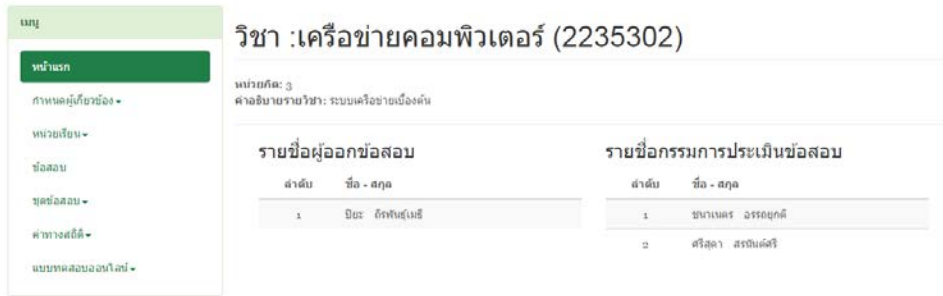 เมนู
หน้าแรก
กำหนดผู้เกี่ยวข้อง
หน่วยเรียน
ข้อสอบ
ชุดข้อสอบ
ค่าทางสถิติ
แบบทดสอบออนไลน์
วิชา :เครือข่ายคอมพิวเตอร์ (2235302)
หน่วยกิต: 3
คำอธิบายรายวิชา: ระบบเครือข่ายเบื้องต้น
รายชื่อผู้ออกข้อสอบ
ลำดับ ชื่อ - สกุล
1 ปิยะ ถิรพันธุ์เมธี
รายชื่อกรรมการประเมินข้อสอบ
ลำดับ ชื่อ - สกุล
1 ชนาเนตร อรรถยุกติ
2 ศรีสุดา สรนันต์ศรี